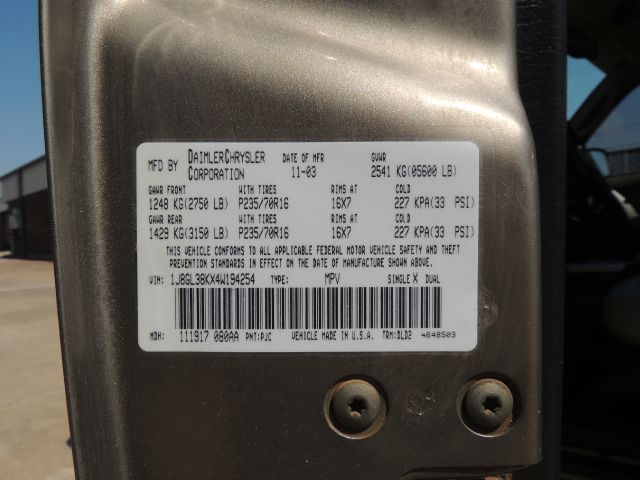 MFD BY DAIMLERCHRYSLER CORPORATION DATE OF MFR 11-03 GVWR 2541 KG(05600 LB)
GAWR FRONT WITH TIRES RIMS AT COLD
1248 KG(2750 LB) P235/70R16 16X7 227 KPA(33 PSI)
GAWR REAR WITH TIRES RIMS AT COLD
1429 KG(3150 LB) P235/70R16 16X7 227 KPA(33 PSI)
THIS VEHICLE CONFORMS TO ALL APPLICABLE FEDERAL MOTOR VEHICLE SAFETY AND THEFT
PREVENTION STANDARDS IN EFFECT ON THE DATE OF MANUFACTURE SHOWN ABOVE.
VIN: 1J8GL38KX4W194254 TYPE: MPV SINGLE X DUAL
MDH: 111917 080AA PNT:PJC VEHICLE MADE IN U.S.A. TRM:DLD2 4648503